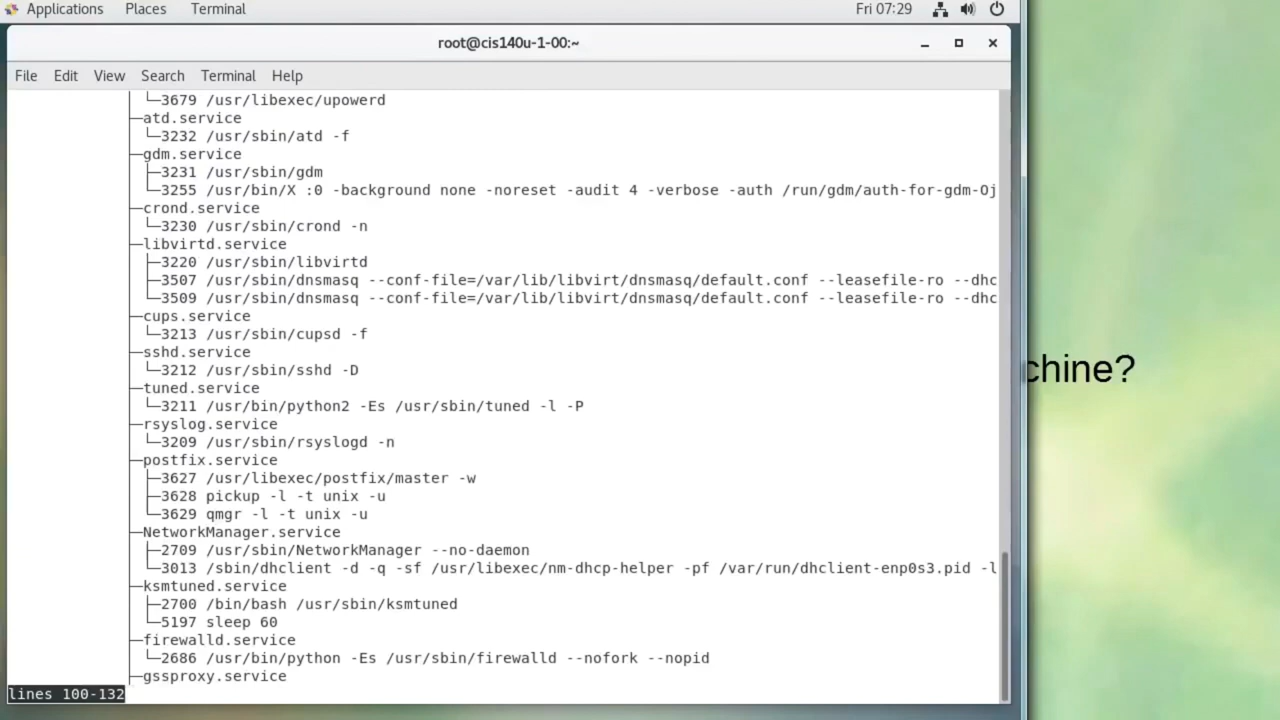 Applications Places Terminal Fri 07:29
root@cis140u-1-00:~
File Edit View Search Terminal Help
└─3679 /usr/libexec/upowerd
├─atd.service
└─3232 /usr/sbin/atd -f
├─gdm.service
├─3231 /usr/sbin/gdm
└─3255 /usr/bin/X :0 -background none -noreset -audit 4 -verbose -auth /run/gdm/auth-for-gdm-Oj
├─crond.service
└─3230 /usr/sbin/crond -n
├─libvirtd.service
├─3220 /usr/sbin/libvirtd
├─3507 /usr/sbin/dnsmasq --conf-file=/var/lib/libvirt/dnsmasq/default.conf --leasefile-ro --dhc
└─3509 /usr/sbin/dnsmasq --conf-file=/var/lib/libvirt/dnsmasq/default.conf --leasefile-ro --dhc
├─cups.service
└─3213 /usr/sbin/cupsd -f
├─sshd.service
└─3212 /usr/sbin/sshd -D
chine?
├─tuned.service
└─3211 /usr/bin/python2 -Es /usr/sbin/tuned -l -P
├─rsyslog.service
└─3209 /usr/sbin/rsyslogd -n
├─postfix.service
├─3627 /usr/libexec/postfix/master -w
├─3628 pickup -l -t unix -u
└─3629 qmgr -l -t unix -u
├─NetworkManager.service
├─2709 /usr/sbin/NetworkManager --no-daemon
└─3013 /sbin/dhclient -d -q -sf /usr/libexec/nm-dhcp-helper -pf /var/run/dhclient-enp0s3.pid -l
├─ksmtuned.service
├─2700 /bin/bash /usr/sbin/ksmtuned
└─5197 sleep 60
├─firewalld.service
└─2686 /usr/bin/python -Es /usr/sbin/firewalld --nofork --nopid
├─gssproxy.service
lines 100-132